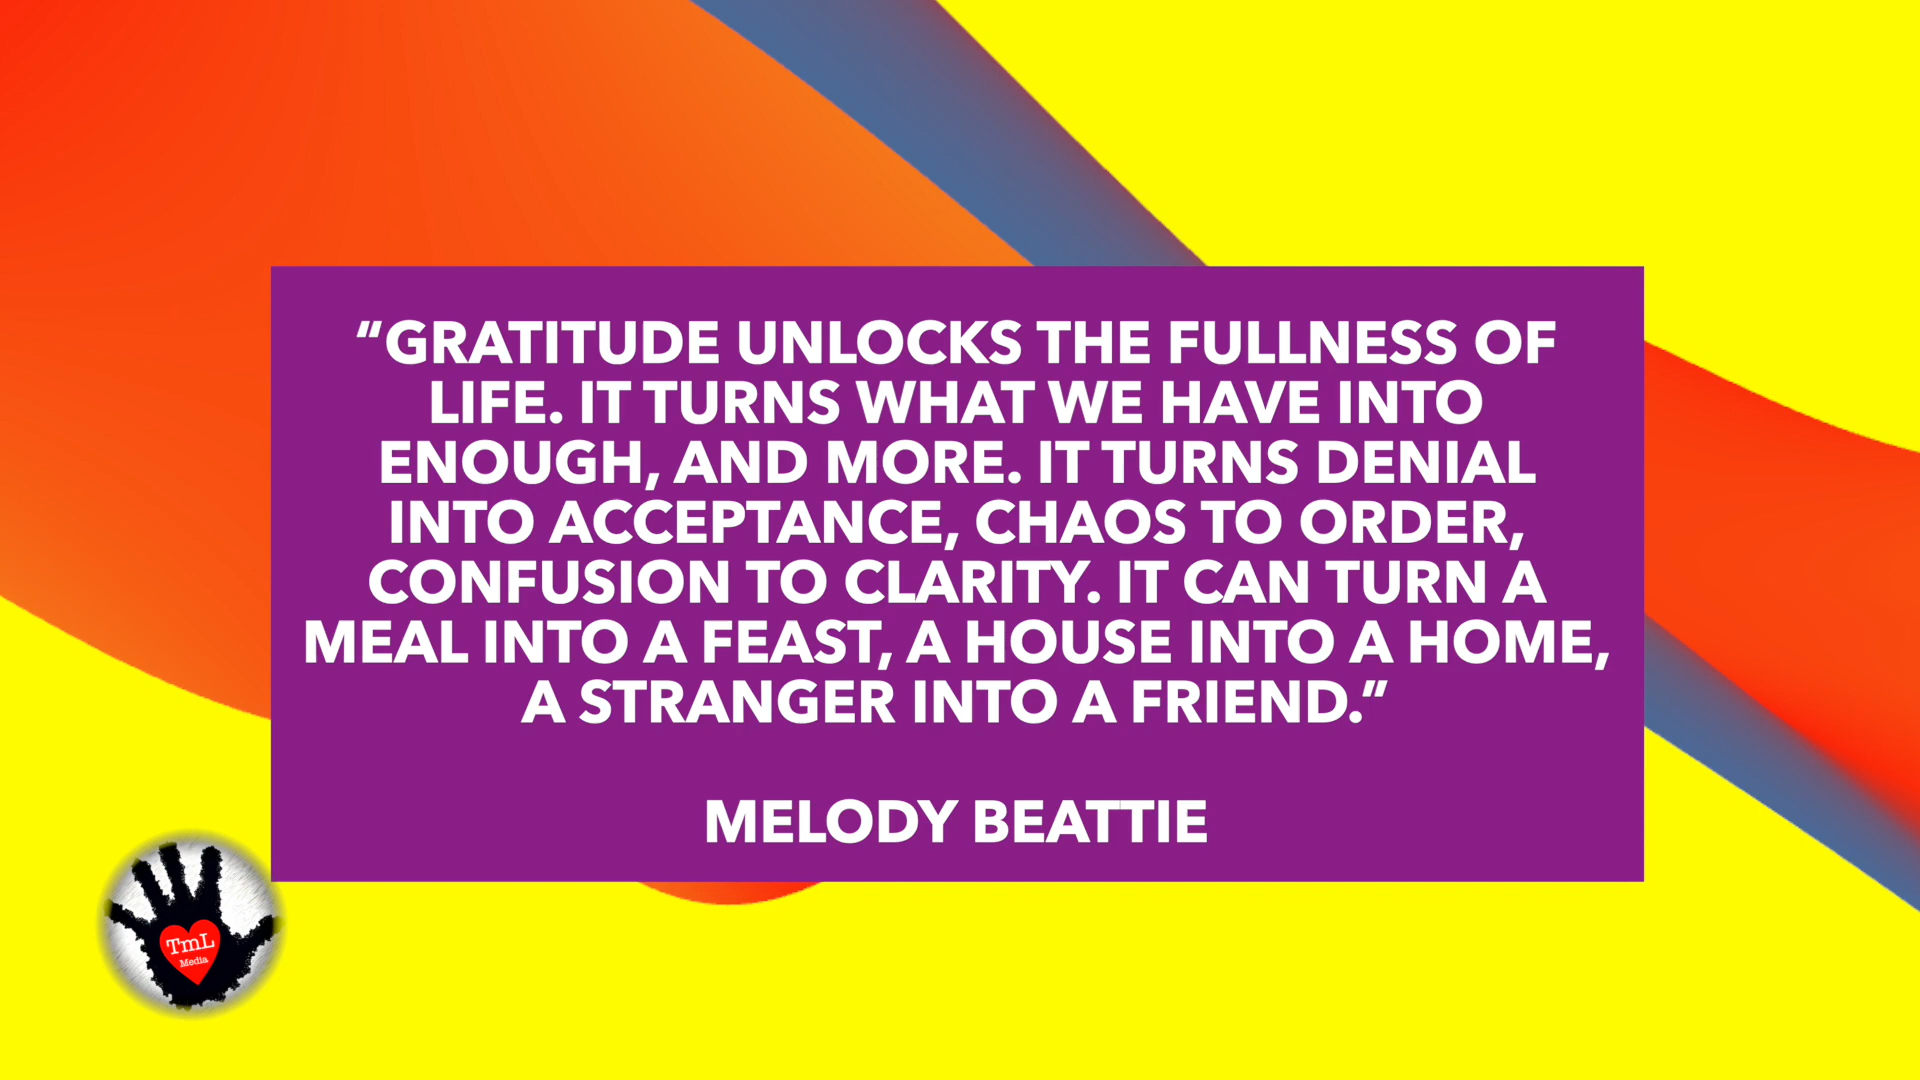 “GRATITUDE UNLOCKS THE FULLNESS OF
LIFE. IT TURNS WHAT WE HAVE INTO
ENOUGH, AND MORE. IT TURNS DENIAL
INTO ACCEPTANCE, CHAOS TO ORDER,
CONFUSION TO CLARITY. IT CAN TURN A
MEAL INTO A FEAST, A HOUSE INTO A HOME,
A STRANGER INTO A FRIEND.”
MELODY BEATTIE
TmL
Media